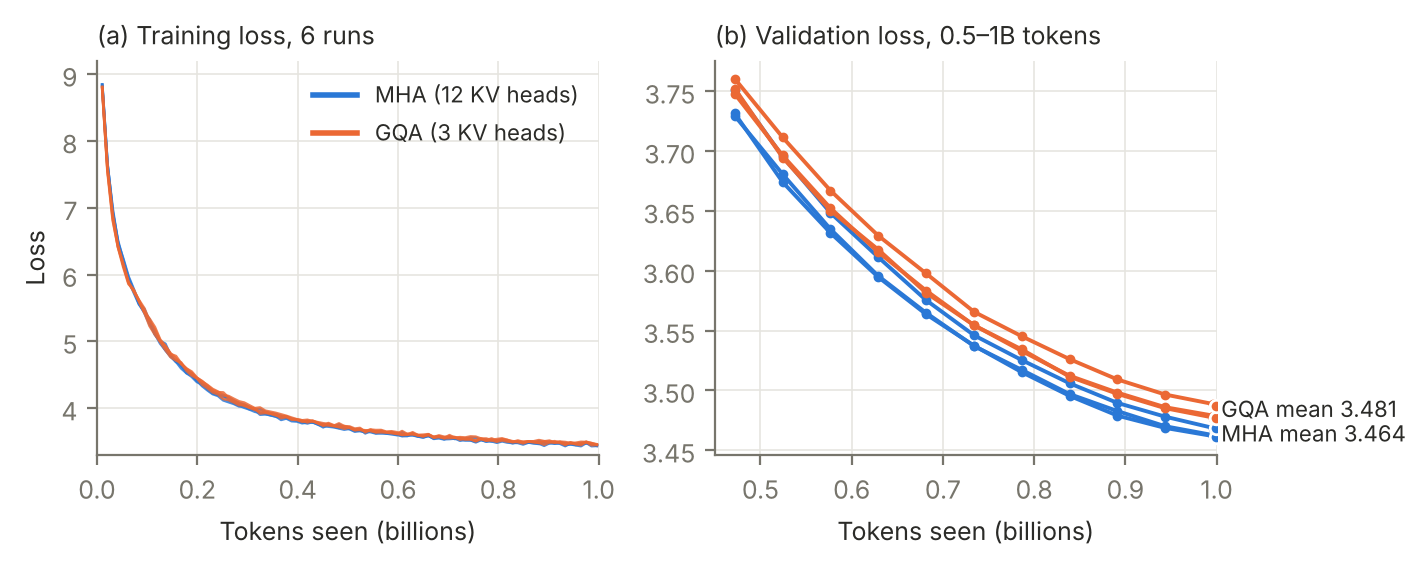 (a) Training loss, 6 runs
Loss
9
8
7
6
5
4
MHA (12 KV heads)
GQA (3 KV heads)
0.0 0.2 0.4 0.6 0.8 1.0
Tokens seen (billions)
(b) Validation loss, 0.5–1B tokens
3.75
3.70
3.65
3.60
3.55
3.50
3.45
GQA mean 3.481
MHA mean 3.464
0.5 0.6 0.7 0.8 0.9 1.0
Tokens seen (billions)